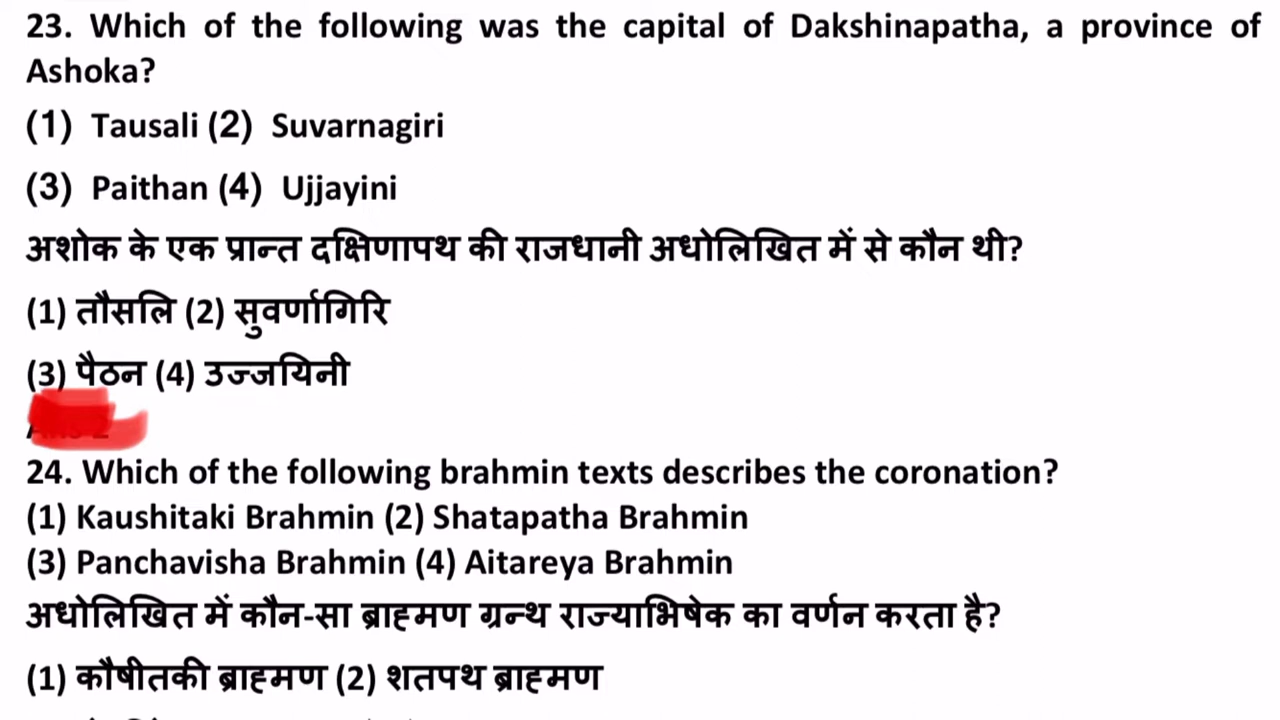 23. Which of the following was the capital of Dakshinapatha, a province of
Ashoka?
(1) Tausali (2) Suvarnagiri
(3) Paithan (4) Ujjayini
अशोक के एक प्रान्त दक्षिणापथ की राजधानी अधोलिखित में से कौन थी?
(1) तौसलि (2) सुवर्णागिरि
(3) पैठन (4) उज्जयिनी
24. Which of the following brahmin texts describes the coronation?
(1) Kaushitaki Brahmin (2) Shatapatha Brahmin
(3) Panchavisha Brahmin (4) Aitareya Brahmin
अधोलिखित में कौन-सा ब्राह्मण ग्रन्थ राज्याभिषेक का वर्णन करता है?
(1) कौषीतकी ब्राह्मण (2) शतपथ ब्राह्मण